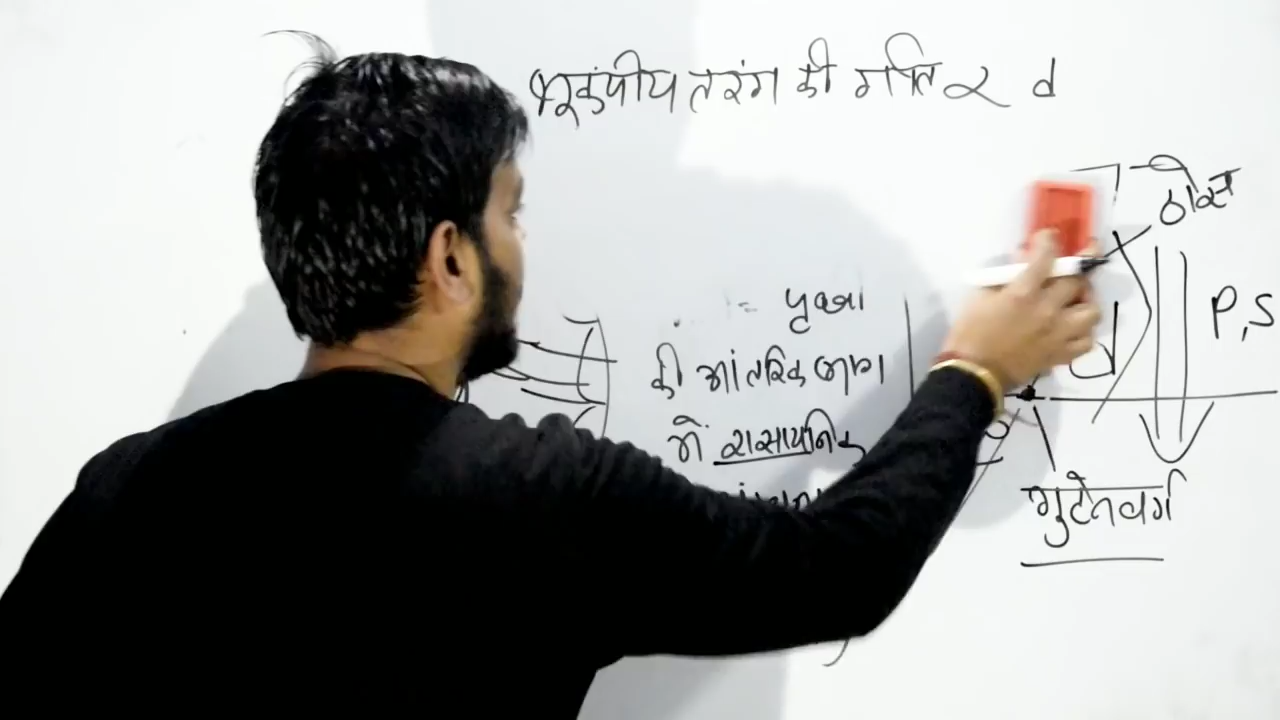 भूकंपीय तरंग की गति α d
ठोस
P,S
= पृथ्वी
की आंतरिक भाग
में रासायनिक
d
गुटेनवर्ग